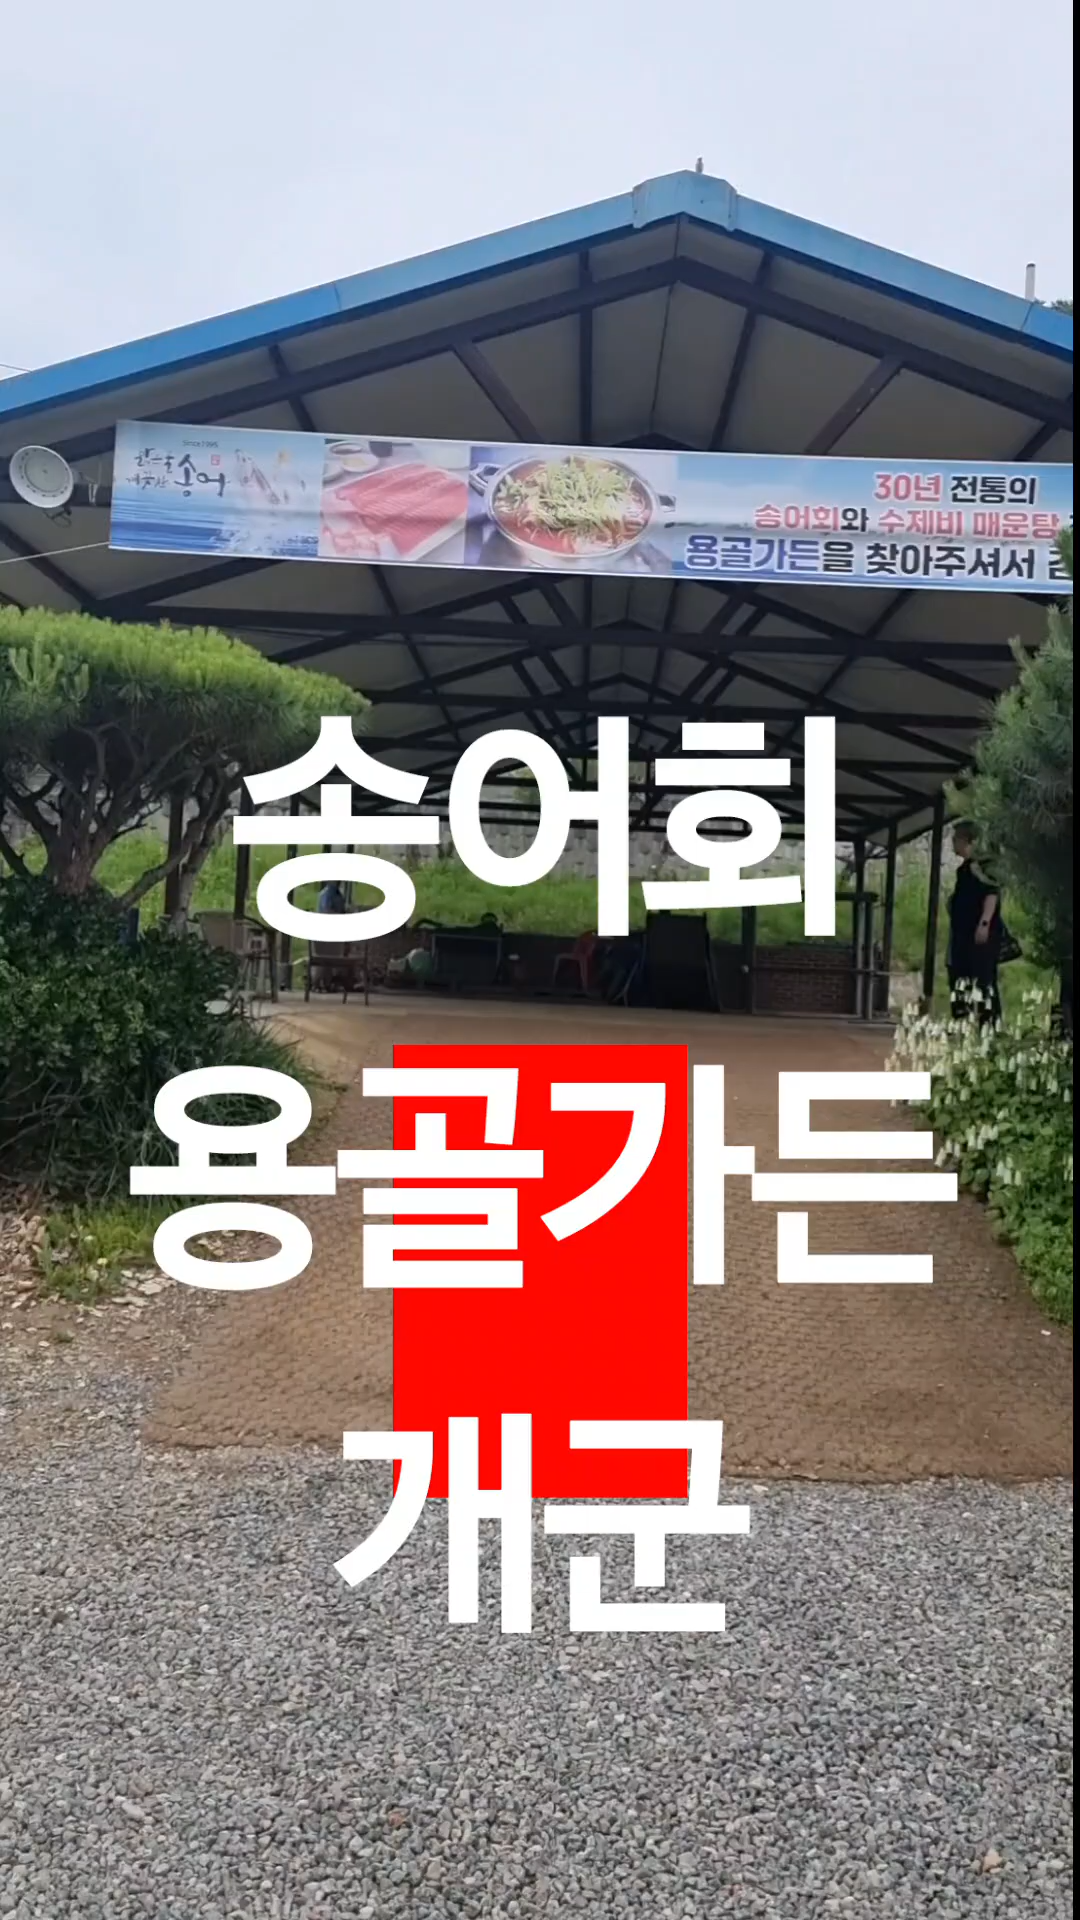 Since1995
송어
30년 전통의
송어회와 수제비 매운탕
용골가든을 찾아주셔서
송어회
용골가든
개군